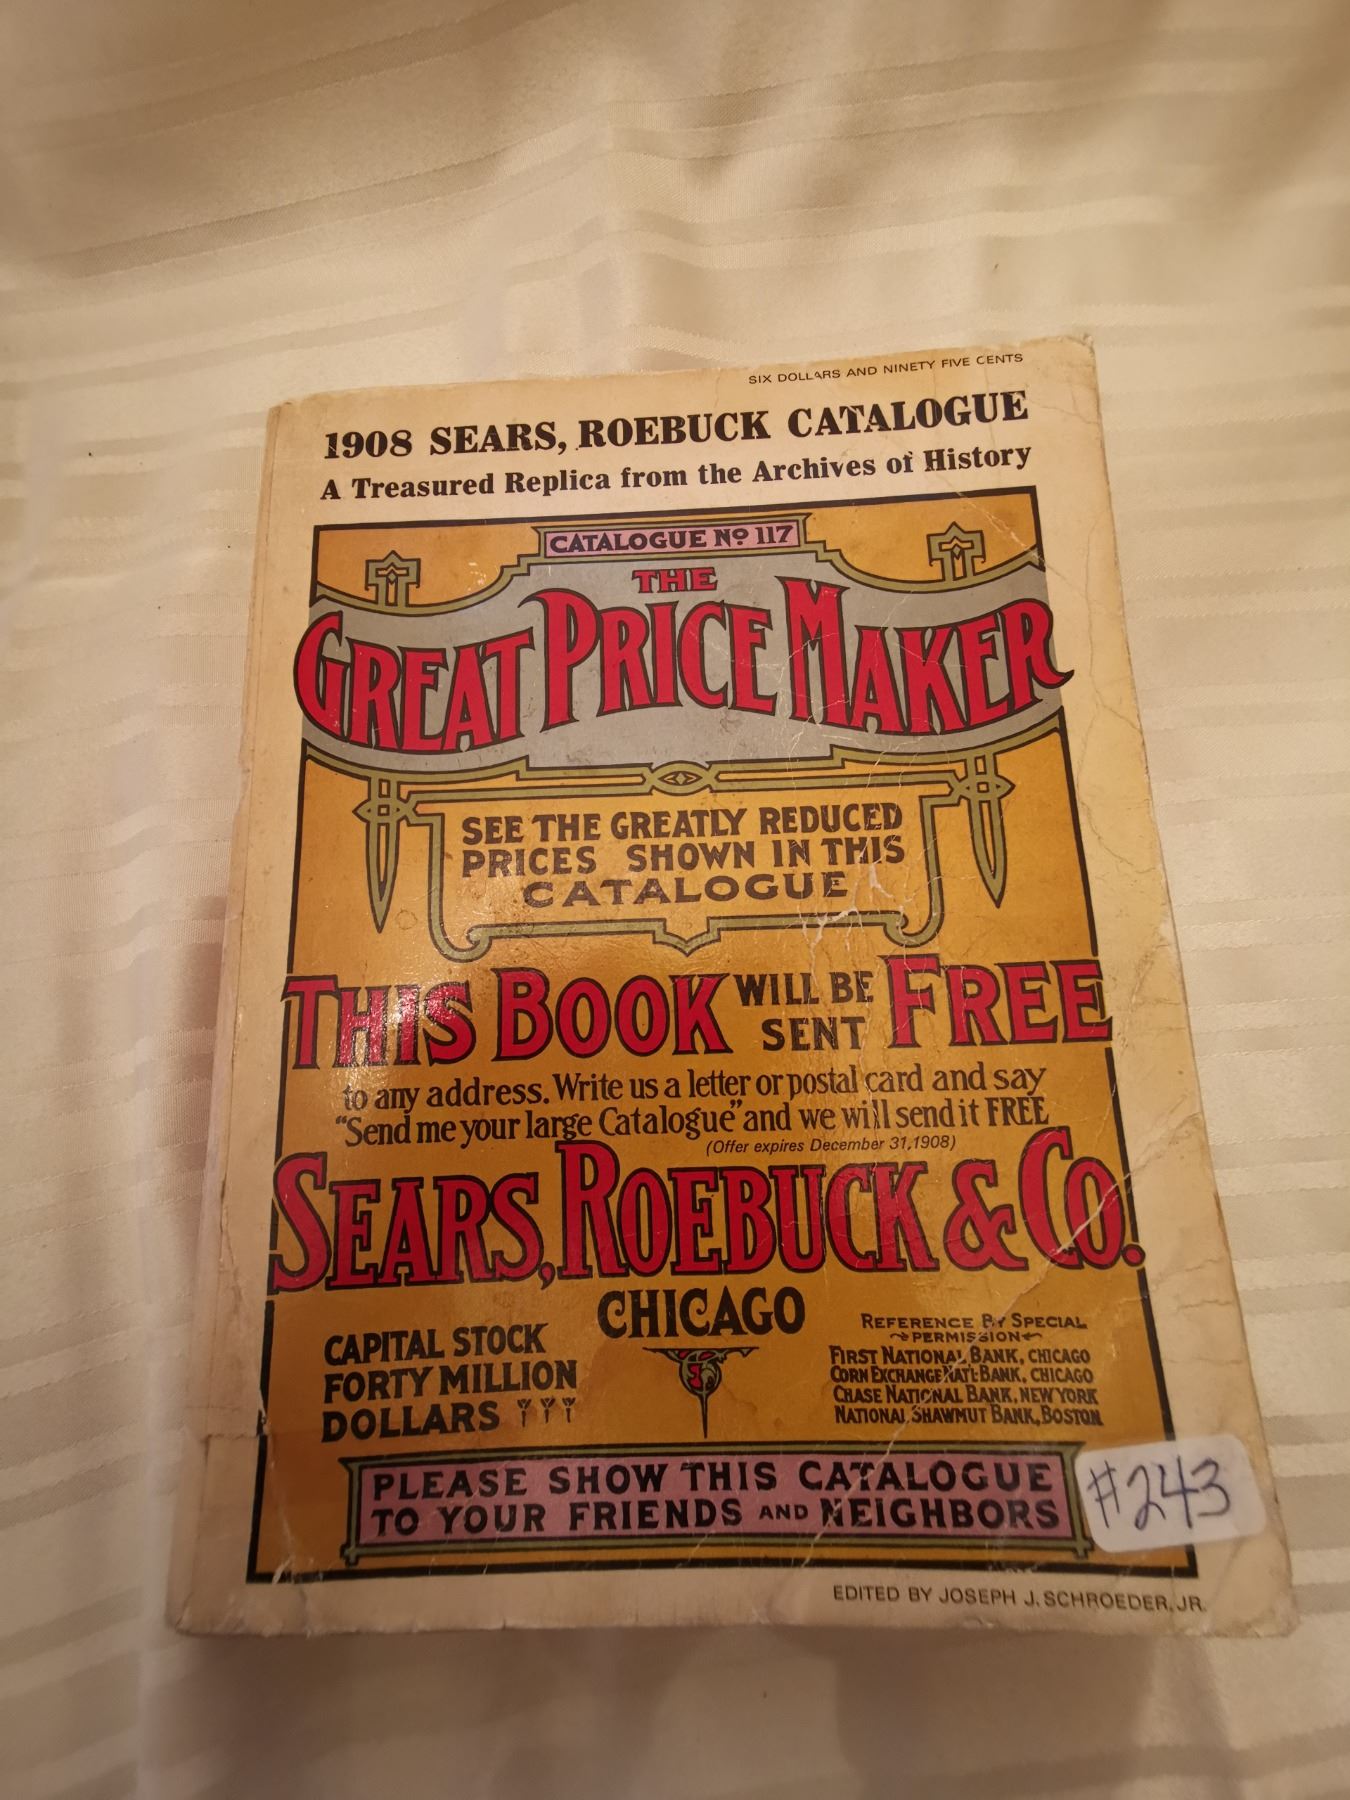 SIX DOLLARS AND NINETY FIVE CENTS
1908 SEARS, ROEBUCK CATALOGUE
A Treasured Replica from the Archives of History
CATALOGUE No 117
THE
GREAT PRICE MAKER
SEE THE GREATLY REDUCED
PRICES SHOWN IN THIS
CATALOGUE
THIS BOOK WILL BE SENT FREE
to any address. Write us a letter or postal card and say
"Send me your large Catalogue" and we will send it FREE
(Offer expires December 31, 1908)
SEARS, ROEBUCK & CO.
CHICAGO
CAPITAL STOCK
FORTY MILLION
DOLLARS
REFERENCE BY SPECIAL
PERMISSION
FIRST NATIONAL BANK, CHICAGO
CORN EXCHANGE NAT'L BANK, CHICAGO
CHASE NATIONAL BANK, NEW YORK
NATIONAL SHAWMUT BANK, BOSTON
PLEASE SHOW THIS CATALOGUE
TO YOUR FRIENDS AND NEIGHBORS
#243
EDITED BY JOSEPH J. SCHROEDER, JR.